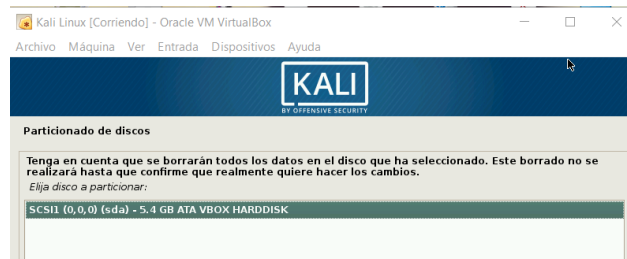 Kali Linux [Corriendo] - Oracle VM VirtualBox
Archivo Máquina Ver Entrada Dispositivos Ayuda
KALI
BY OFFENSIVE SECURITY
Particionado de discos
Tenga en cuenta que se borrarán todos los datos en el disco que ha seleccionado. Este borrado no se
realizará hasta que confirme que realmente quiere hacer los cambios.
Elija disco a particionar:
SCSI1 (0,0,0) (sda) - 5.4 GB ATA VBOX HARDDISK